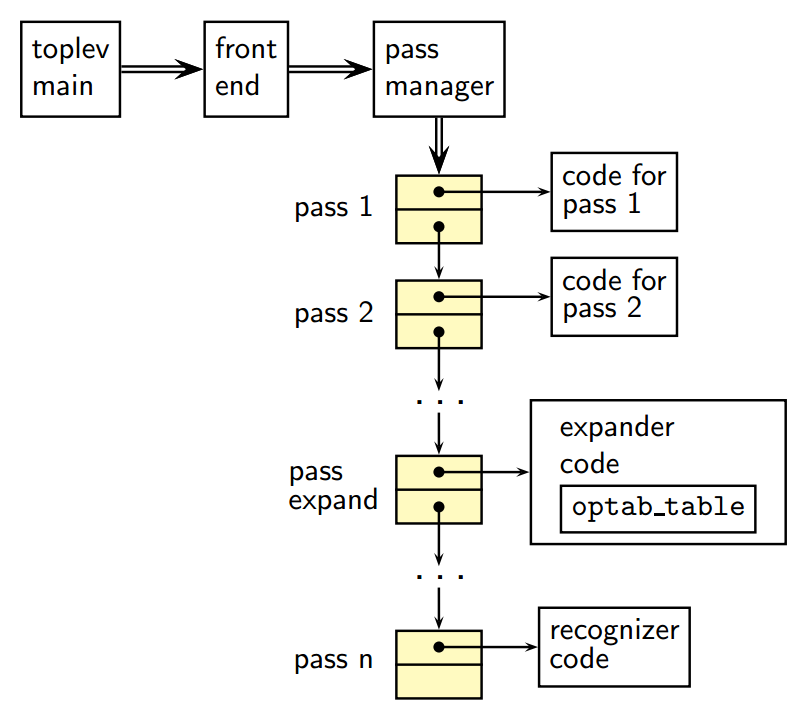 toplev
main
front
end
pass
manager
pass 1
code for
pass 1
pass 2
code for
pass 2
. . .
pass
expand
expander
code
optab_table
. . .
pass n
recognizer
code